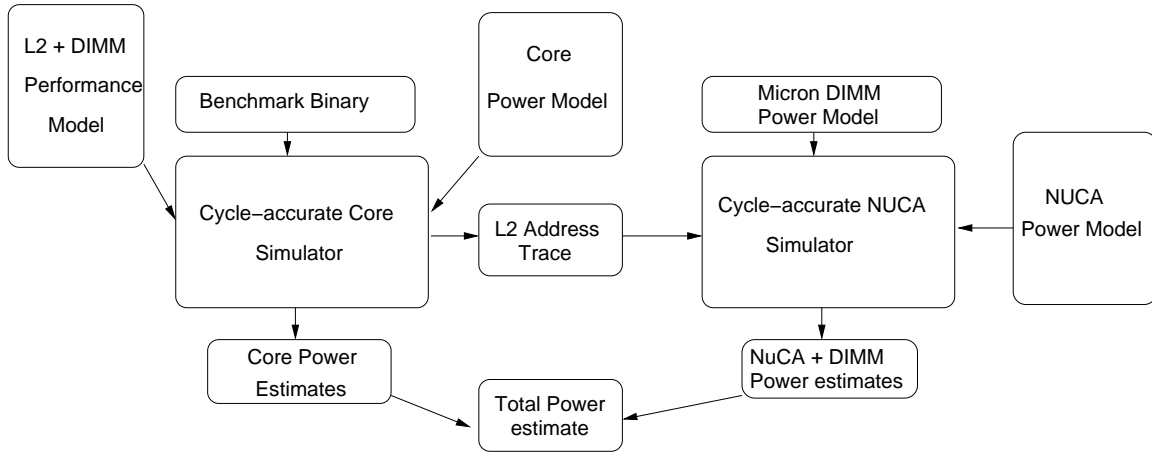 L2 + DIMM
Performance
Model
Benchmark Binary
Core
Power Model
Micron DIMM
Power Model
Cycle−accurate Core
Simulator
L2 Address
Trace
Cycle−accurate NUCA
Simulator
NUCA
Power Model
Core Power
Estimates
Total Power
estimate
NuCA + DIMM
Power estimates